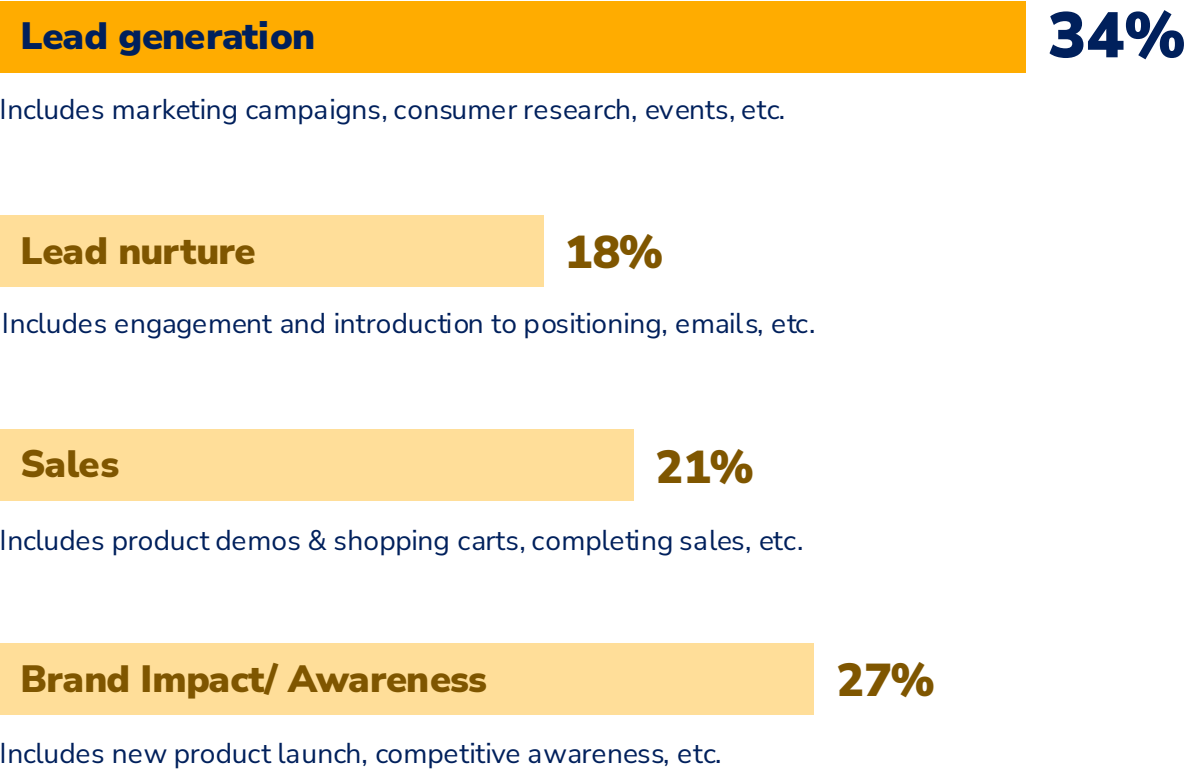 Lead generation 34%
Includes marketing campaigns, consumer research, events, etc.
Lead nurture 18%
Includes engagement and introduction to positioning, emails, etc.
Sales 21%
Includes product demos & shopping carts, completing sales, etc.
Brand Impact/ Awareness 27%
Includes new product launch, competitive awareness, etc.